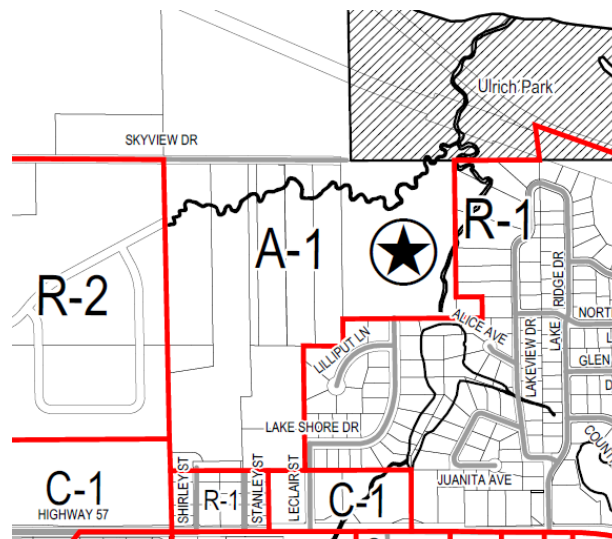 Ulrich Park
SKYVIEW DR
R-1
A-1
R-2
RIDGE DR
LAKE
LAKEVIEW DR
ALICE AVE
NORT
L
GLEN
D
LILLIPUT LN
LAKE SHORE DR
COUN
C-1
HIGHWAY 57
SHIRLEY ST
R-1
STANLEY ST
LECLAIR ST
C-1
JUANITA AVE